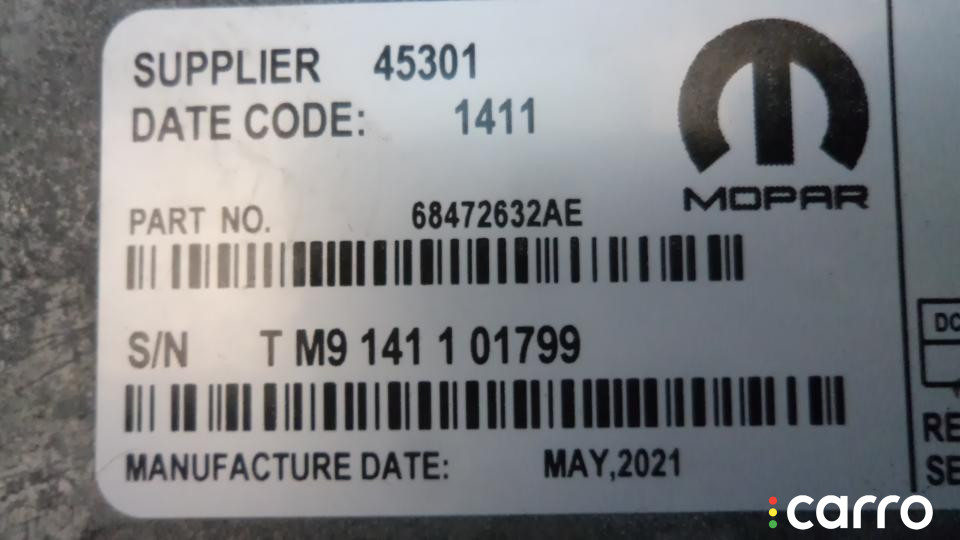 SUPPLIER 45301
DATE CODE: 1411
MOPAR
PART NO. 68472632AE
S/N T M9 141 1 01799
MANUFACTURE DATE: MAY,2021
DC
RE
SE
carro